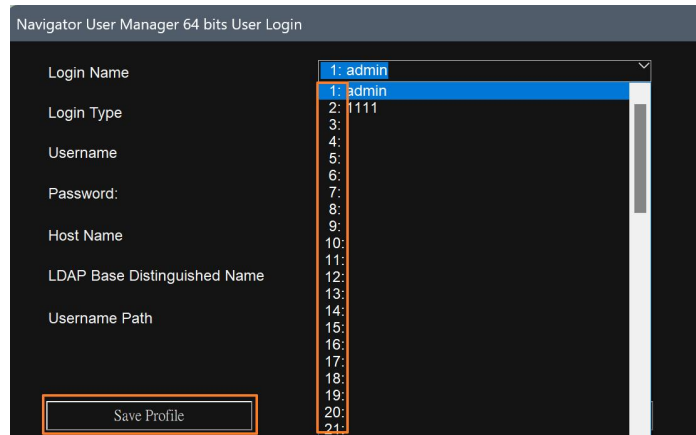 Navigator User Manager 64 bits User Login
Login Name
1: admin
1: admin
Login Type
2: 1111
3:
4:
Username
5:
6:
Password:
7:
8:
Host Name
9:
10:
11:
LDAP Base Distinguished Name
12:
13:
14:
Username Path
15:
16:
17:
18:
19:
Save Profile
20:
21: